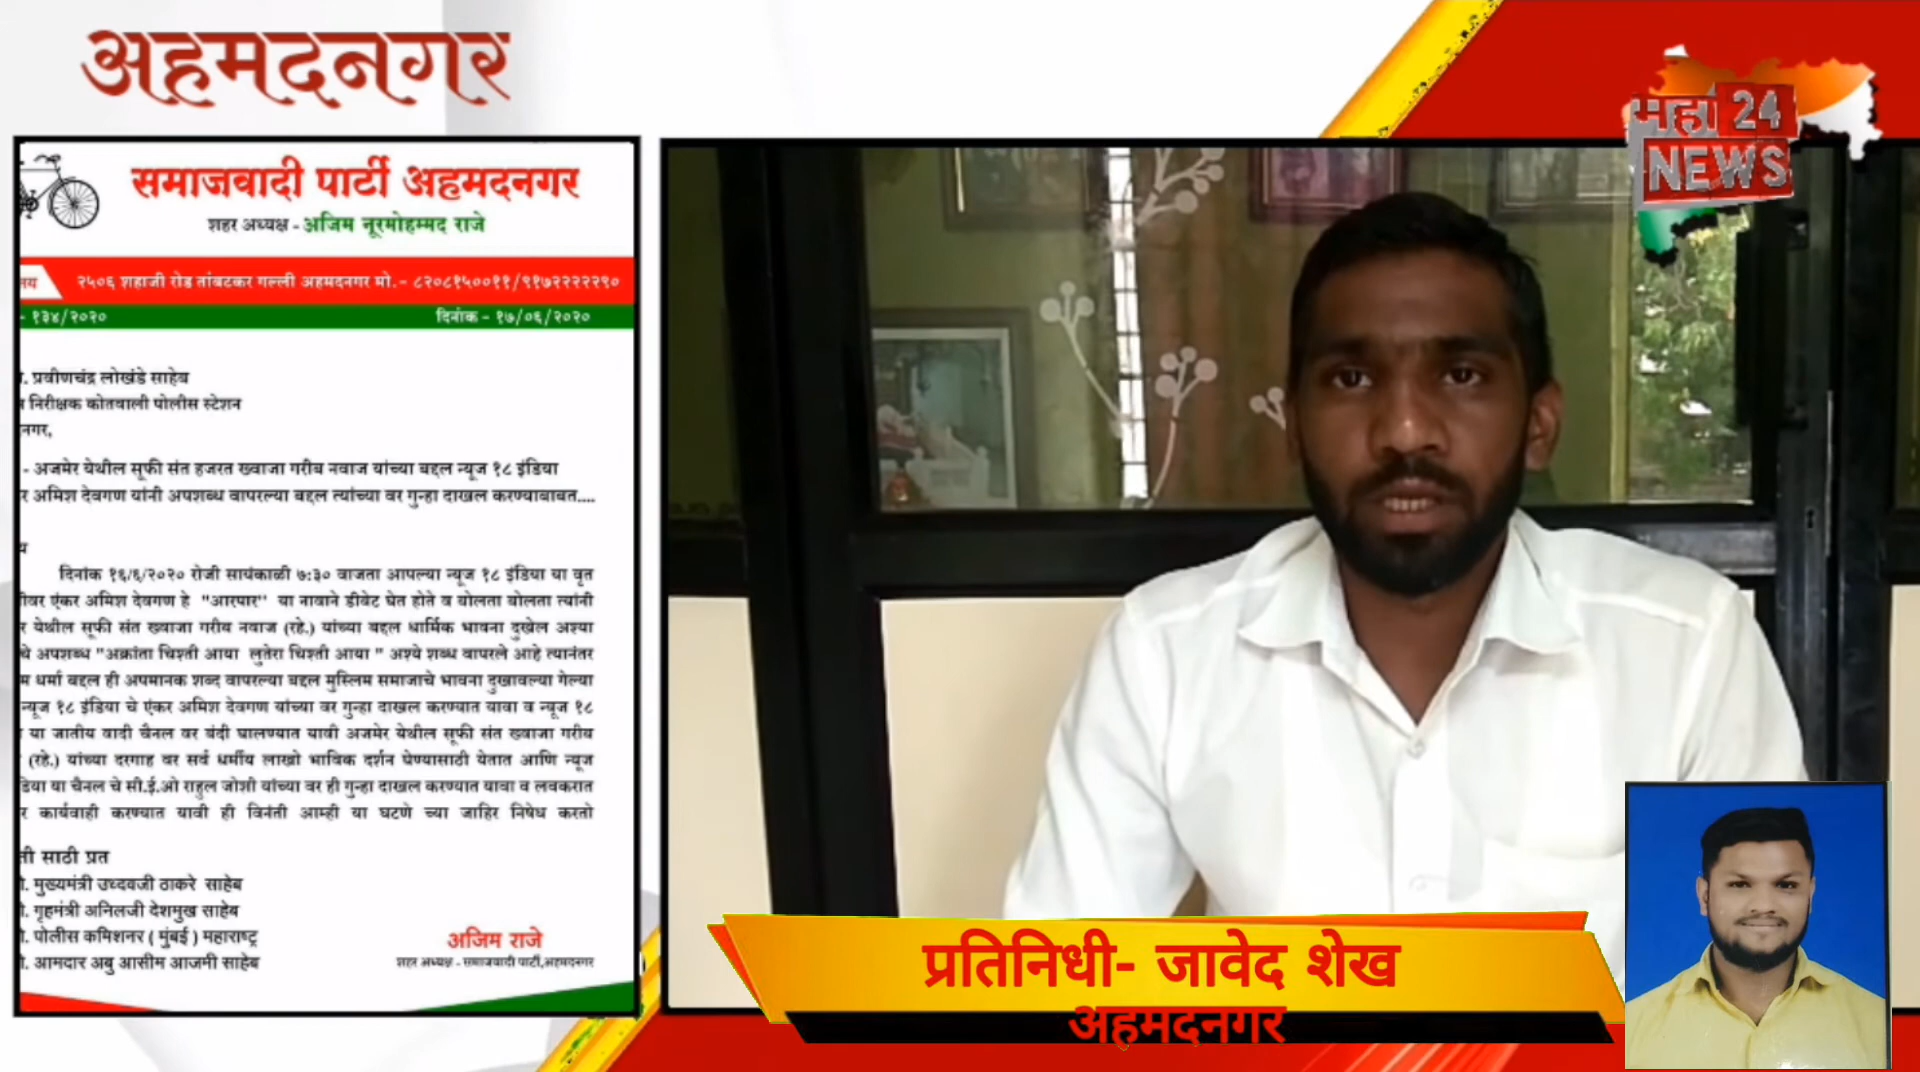 अहमदनगर
महा 24
NEWS
समाजवादी पार्टी अहमदनगर
शहर अध्यक्ष - अजिम नूरमोहम्मद राजे
२५०६ शहाजी रोड तांबटकर गल्ली अहमदनगर मो.- ८२०८१५००११/९१७२२२२२९०
- १३४/२०२० दिनांक - १७/०६/२०२०
. प्रवीणचंद्र लोखंडे साहेब
निरीक्षक कोतवाली पोलीस स्टेशन
नगर,
- अजमेर येथील सूफी संत हजरत ख्वाजा गरीब नवाज यांच्या बद्दल न्यूज १८ इंडिया
अमिश देवगण यांनी अपशब्ध वापरल्या बद्दल त्यांच्या वर गुन्हा दाखल करण्याबाबत....
दिनांक १६/६/२०२० रोजी सायंकाळी ७:३० वाजता आपल्या न्यूज १८ इंडिया या वृत
वर एंकर अमिश देवगण हे "आरपार'' या नावाने डीबेट घेत होते व बोलता बोलता त्यांनी
येथील सूफी संत ख्वाजा गरीब नवाज (रहे.) यांच्या बद्दल धार्मिक भावना दुखेल अश्या
अपशब्ध "अक्रांता चिश्ती आया लुतेरा चिश्ती आया " अश्ये शब्ध वापरले आहे त्यानंतर
धर्मा बद्दल ही अपमानक शब्द वापरल्या बद्दल मुस्लिम समाजाचे भावना दुखावल्या गेल्या
न्यूज १८ इंडिया चे एंकर अमिश देवगण यांच्या वर गुन्हा दाखल करण्यात यावा व न्यूज १८
या जातीय वादी चैनल वर बंदी घालण्यात यावी अजमेर येथील सूफी संत ख्वाजा गरीब
(रहे.) यांच्या दरगाह वर सर्व धर्मीय लाखो भाविक दर्शन घेण्यासाठी येतात आणि न्यूज
डिया या चैनल चे सी.ई.ओ राहुल जोशी यांच्या वर ही गुन्हा दाखल करण्यात यावा व लवकरात
कार्यवाही करण्यात यावी ही विनंती आम्ही या घटणे च्या जाहिर निषेध करतो
ती साठी प्रत
. मुख्यमंत्री उध्दवजी ठाकरे साहेब
. गृहमंत्री अनिलजी देशमुख साहेब
. पोलीस कमिशनर ( मुंबई ) महाराष्ट्र
. आमदार अबु आसीम आजमी साहेब
अजिम राजे
शहर अध्यक्ष - समाजवादी पार्टी,अहमदनगर
प्रतिनिधी- जावेद शेख
अहमदनगर